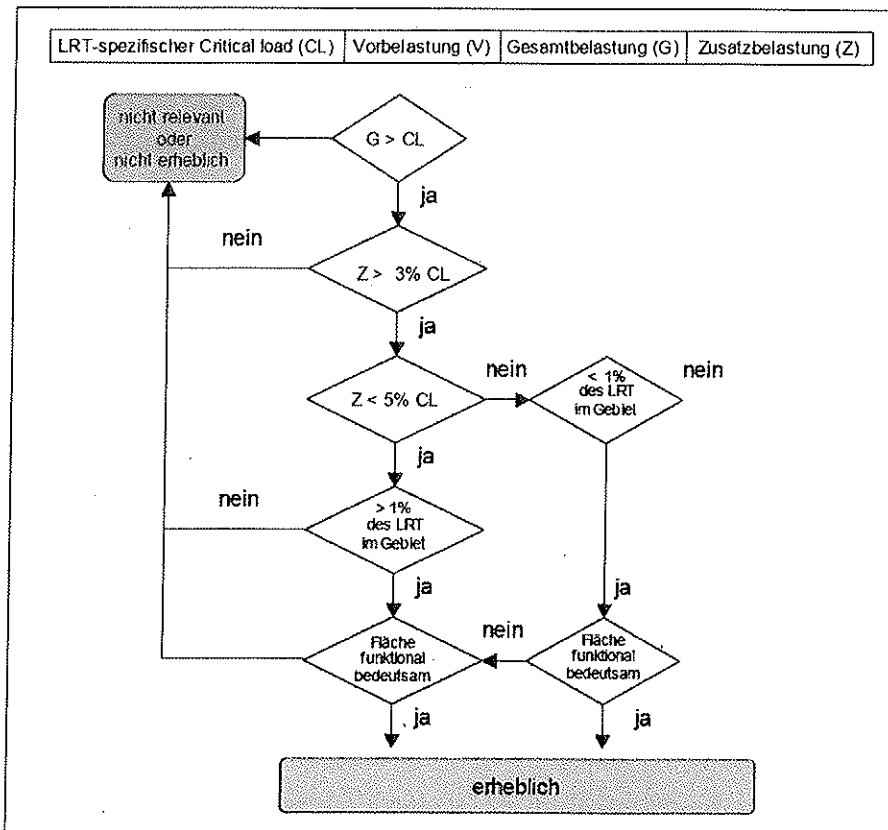 LRT-spezifischer Critical load (CL) Vorbelastung (V) Gesamtbelastung (G) Zusatzbelastung (Z)
nicht relevant
oder
nicht erheblich
G > CL
ja
nein
Z > 3% CL
ja
Z < 5% CL
nein
< 1%
des LRT
im Gebiet
nein
ja
nein
> 1%
des LRT
im Gebiet
ja
ja
Fläche
funktional
bedeutsam
nein
Fläche
funktional
bedeutsam
ja
ja
erheblich